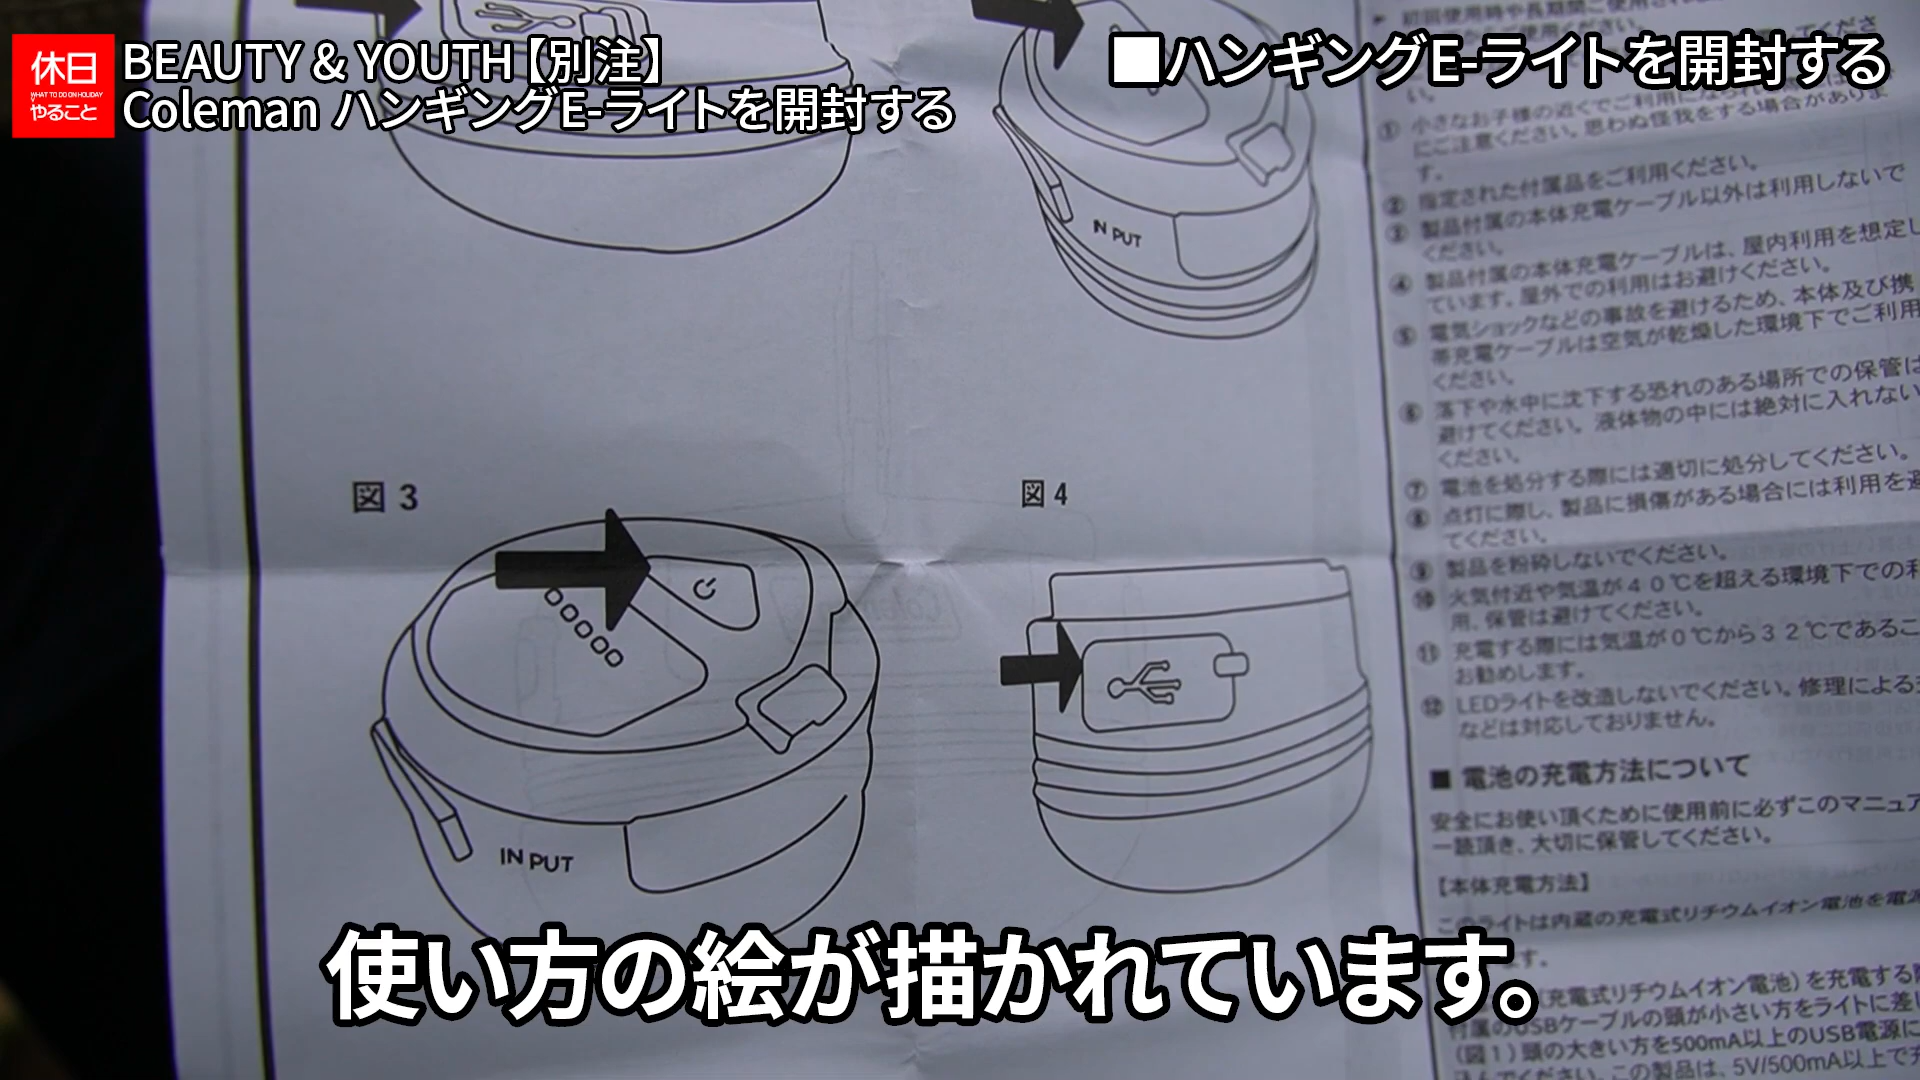 休日
WHAT TO DO ON HOLIDAY
やること
BEAUTY & YOUTH【別注】
Coleman ハンギングE-ライトを開封する
■ハンギングE-ライトを開封する
IN PUT
図 3
図 4
IN PUT
① 小さなお子様の近くでご利用に
にご注意ください。思わぬ怪我をする場合がありま
す。
② 指定された付属品をご利用ください。
③ 製品付属の本体充電ケーブル以外は利用しないで
ください。
④ 製品付属の本体充電ケーブルは、屋内利用を想定し
ています。屋外での利用はお避けください。
⑤ 電気ショックなどの事故を避けるため、本体及び携
帯充電ケーブルは空気が乾燥した環境下でご利用
ください。
⑥ 落下や水中に沈下する恐れのある場所での保管は
避けてください。液体物の中には絶対に入れない
ください。
⑦ 電池を処分する際には適切に処分してください。
⑧ 点灯に際し、製品に損傷がある場合には利用を避
てください。
⑨ 製品を粉砕しないでください。
⑩ 火気付近や気温が40℃を超える環境下での利
用、保管は避けてください。
⑪ 充電する際には気温が0℃から32℃であるこ
お勧めします。
⑫ LEDライトを改造しないでください。修理による
などは対応しておりません。
■ 電池の充電方法について
安全にお使い頂くために使用前に必ずこのマニュア
一読頂き、大切に保管してください。
【本体充電方法】
このライトは内蔵の充電式リチウムイオン電池を電源
ます。
(充電式リチウムイオン電池)を充電する
付属のUSBケーブルの頭が小さい方をライトに差し
(図1)頭の大きい方を500mA以上のUSB電源に
込んでください。この製品は、5V/500mA以上で充
使い方の絵が描かれています。